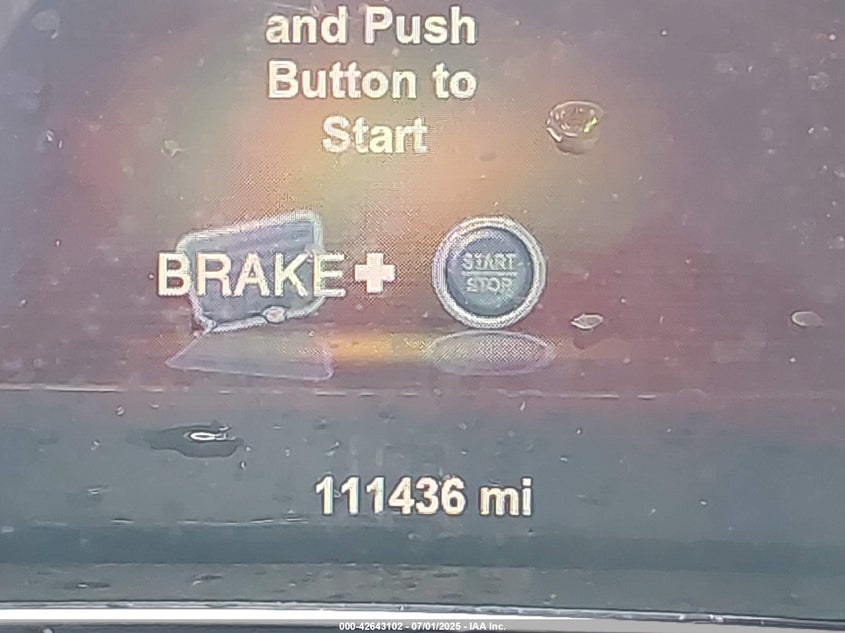 and Push
Button to
Start
BRAKE+
START
STOP
111436 mi
000-42643102 - 07/01/2025 - IAA Inc.